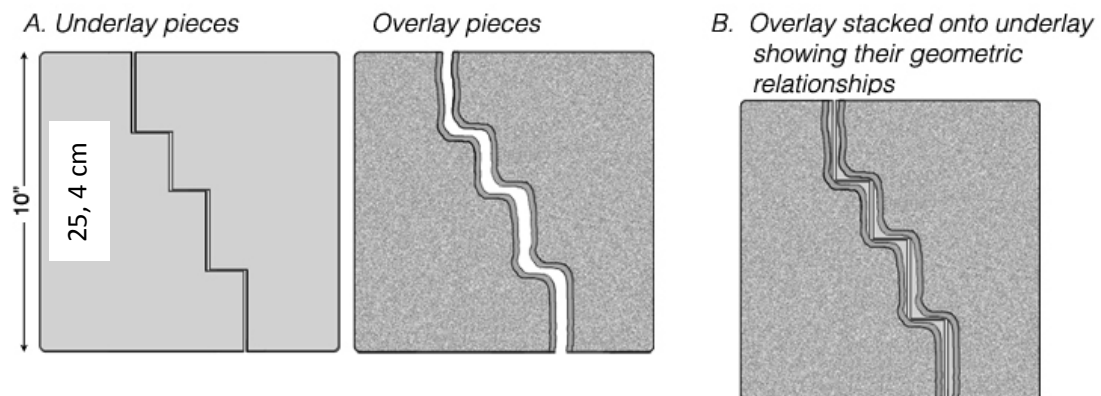 A. Underlay pieces
Overlay pieces
10"
25, 4 cm
B. Overlay stacked onto underlay
showing their geometric
relationships